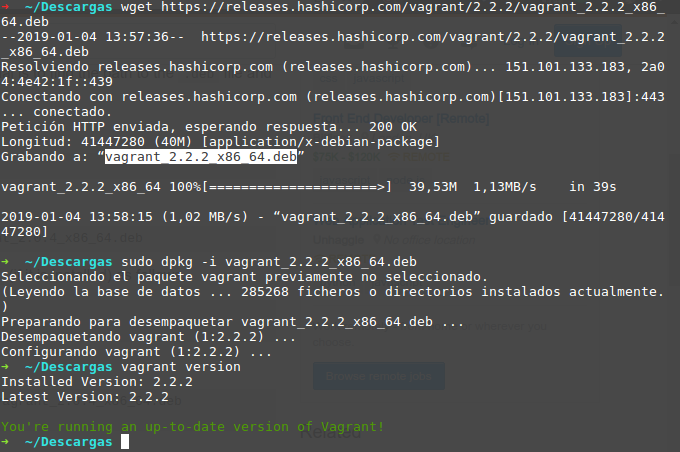 ➜  ~/Descargas wget https://releases.hashicorp.com/vagrant/2.2.2/vagrant_2.2.2_x86_
64.deb
--2019-01-04 13:57:36--  https://releases.hashicorp.com/vagrant/2.2.2/vagrant_2.2.2
_x86_64.deb
Resolviendo releases.hashicorp.com (releases.hashicorp.com)... 151.101.133.183, 2a0
4:4e42:1f::439
Conectando con releases.hashicorp.com (releases.hashicorp.com)[151.101.133.183]:443
... conectado.
Petición HTTP enviada, esperando respuesta... 200 OK
Longitud: 41447280 (40M) [application/x-debian-package]
Grabando a: “vagrant_2.2.2_x86_64.deb”
vagrant_2.2.2_x86_64 100%[=====================>]  39,53M  1,13MB/s    in 39s
2019-01-04 13:58:15 (1,02 MB/s) - “vagrant_2.2.2_x86_64.deb” guardado [41447280/414
47280]
➜  ~/Descargas sudo dpkg -i vagrant_2.2.2_x86_64.deb
Seleccionando el paquete vagrant previamente no seleccionado.
(Leyendo la base de datos ... 285268 ficheros o directorios instalados actualmente.
)
Preparando para desempaquetar vagrant_2.2.2_x86_64.deb ...
Desempaquetando vagrant (1:2.2.2) ...
Configurando vagrant (1:2.2.2) ...
➜  ~/Descargas vagrant version
Installed Version: 2.2.2
Latest Version: 2.2.2
You're running an up-to-date version of Vagrant!
➜  ~/Descargas